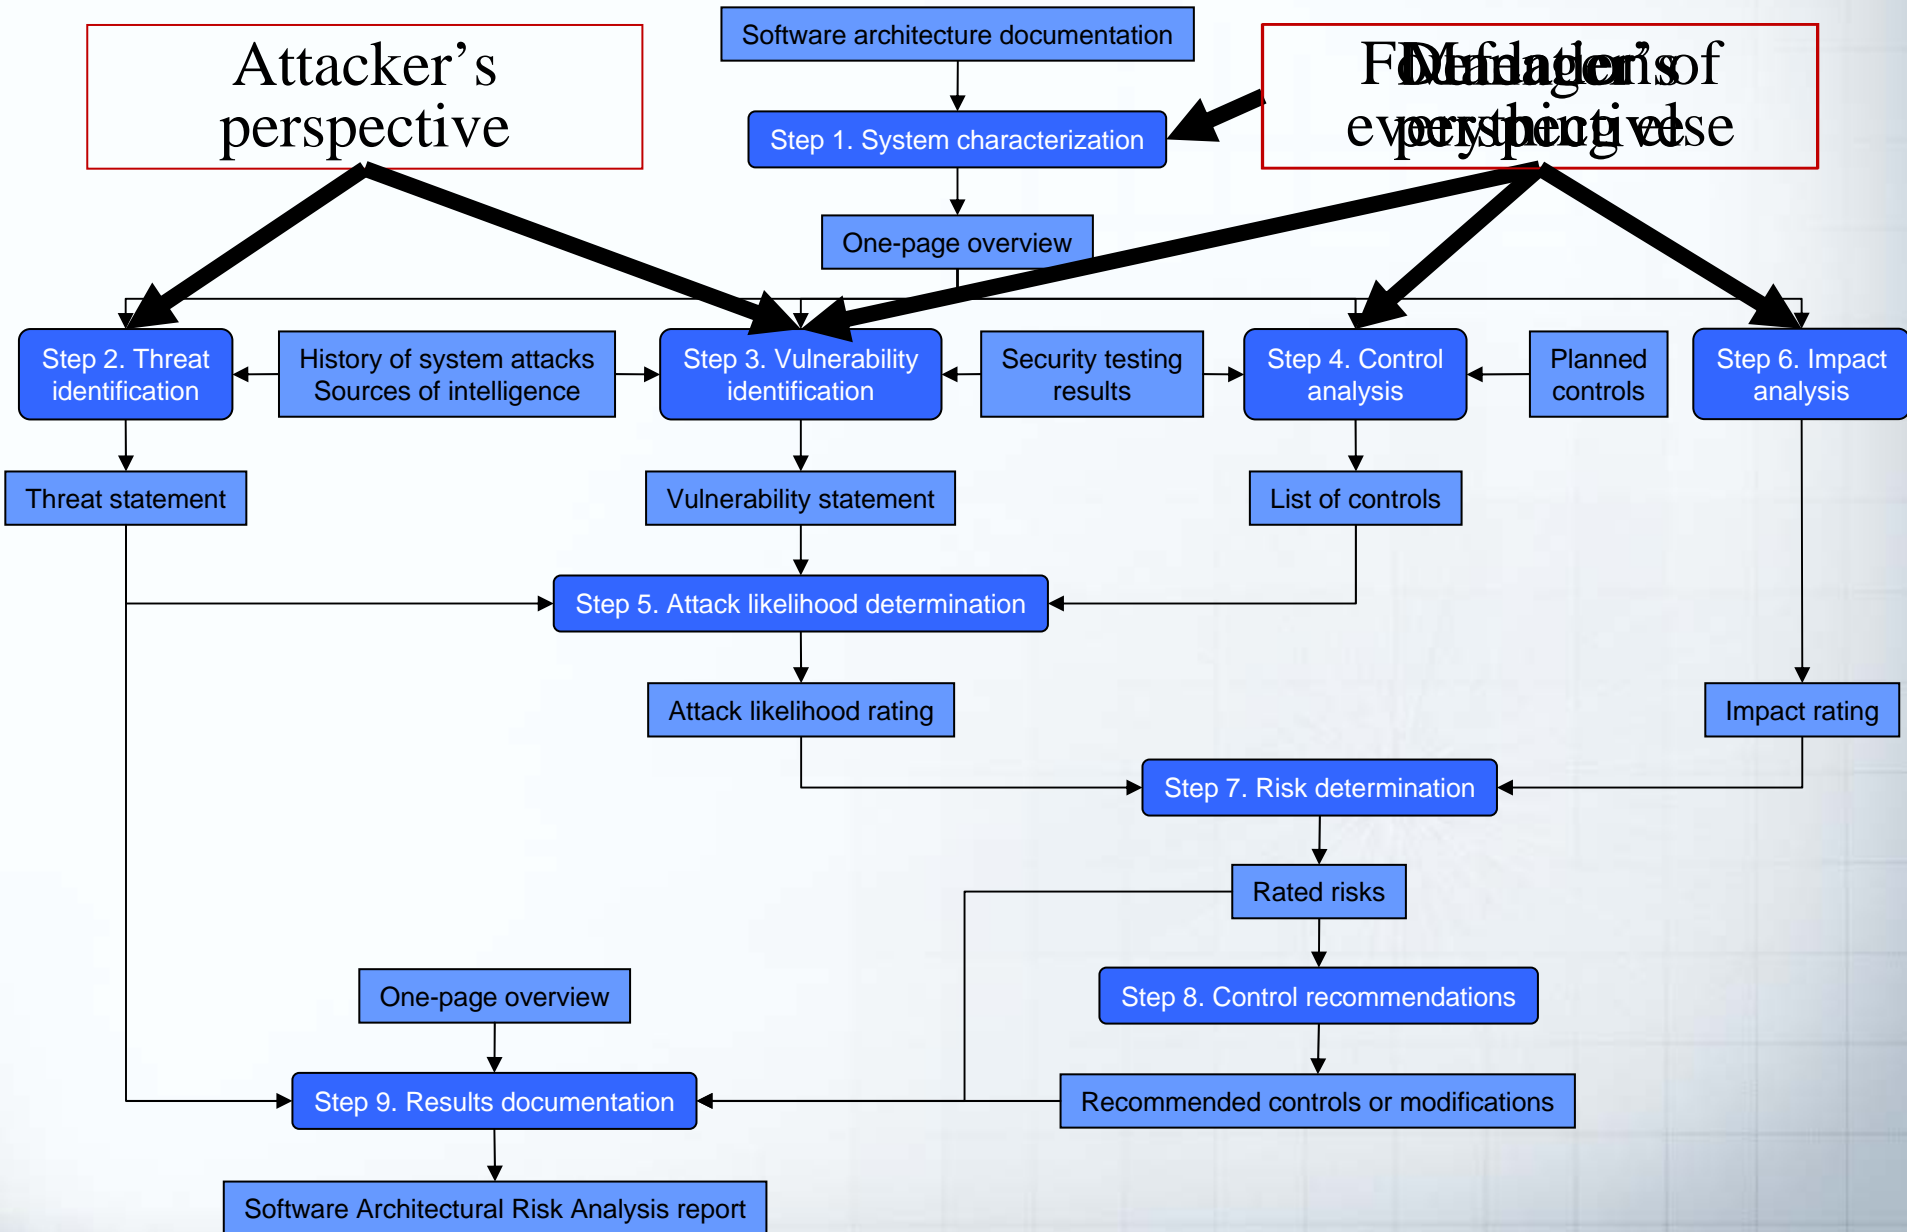 Software architecture documentation
Attacker’s
perspective
everything else
perspective
Step 1. System characterization
One-page overview
Step 2. Threat
identification
History of system attacks
Sources of intelligence
Step 3. Vulnerability
identification
Security testing
results
Step 4. Control
analysis
Planned
controls
Step 6. Impact
analysis
Threat statement
Vulnerability statement
List of controls
Step 5. Attack likelihood determination
Attack likelihood rating
Impact rating
Step 7. Risk determination
Rated risks
One-page overview
Step 8. Control recommendations
Step 9. Results documentation
Recommended controls or modifications
Software Architectural Risk Analysis report